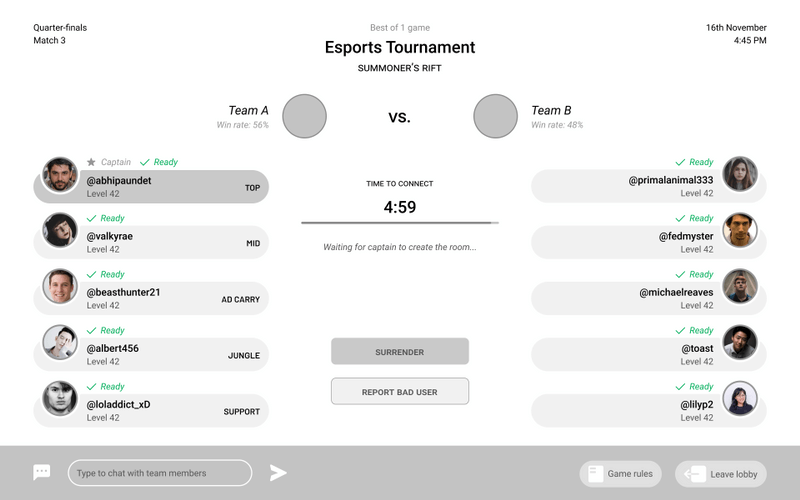 Quarter-finals
Match 3
Best of 1 game
Esports Tournament
SUMMONER'S RIFT
16th November
4:45 PM
Team A
Win rate: 56%
VS.
Team B
Win rate: 48%
Captain
Ready
@abhipaundet
Level 42
TOP
Ready
@valkyrae
Level 42
MID
Ready
@beasthunter21
Level 42
AD CARRY
Ready
@albert456
Level 42
JUNGLE
Ready
@loladdict_xD
Level 42
SUPPORT
TIME TO CONNECT
4:59
Waiting for captain to create the room...
SURRENDER
REPORT BAD USER
Ready
@primalanimal333
Level 42
Ready
@fedmyster
Level 42
Ready
@michaelreaves
Level 42
Ready
@toast
Level 42
Ready
@lilyp2
Level 42
Type to chat with team members
Game rules
Leave lobby